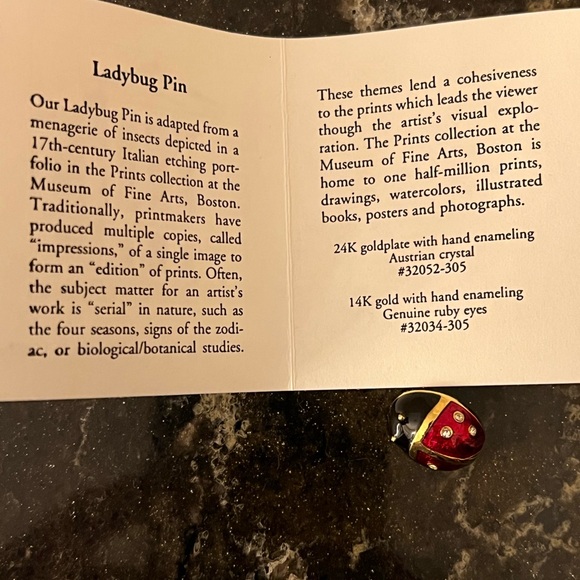 Ladybug Pin
Our Ladybug Pin is adapted from a
menagerie of insects depicted in a
17th-century Italian etching port-
folio in the Prints collection at the
Museum of Fine Arts, Boston.
Traditionally, printmakers have
produced multiple copies, called
“impressions,” of a single image to
form an “edition” of prints. Often,
the subject matter for an artist’s
work is “serial” in nature, such as
the four seasons, signs of the zodi-
ac, or biological/botanical studies.
These themes lend a cohesiveness
to the prints which leads the viewer
though the artist’s visual explo-
ration. The Prints collection at the
Museum of Fine Arts, Boston is
home to one half-million prints,
drawings, watercolors, illustrated
books, posters and photographs.
24K goldplate with hand enameling
Austrian crystal
#32052-305
14K gold with hand enameling
Genuine ruby eyes
#32034-305